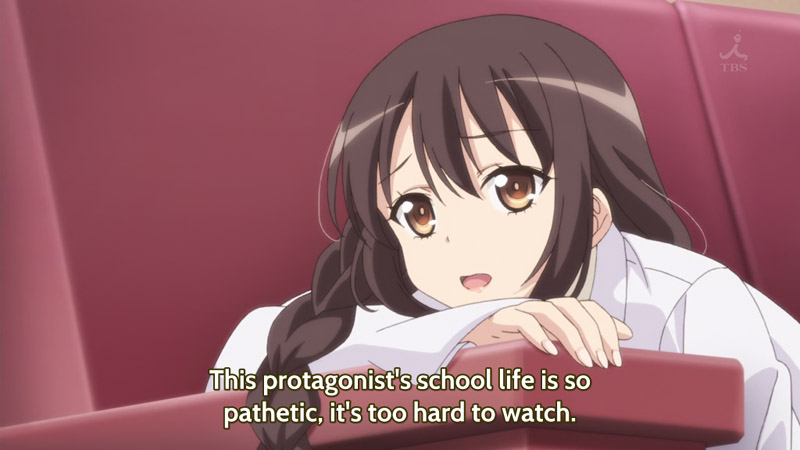 TBS
This protagonist's school life is so
pathetic, it's too hard to watch.